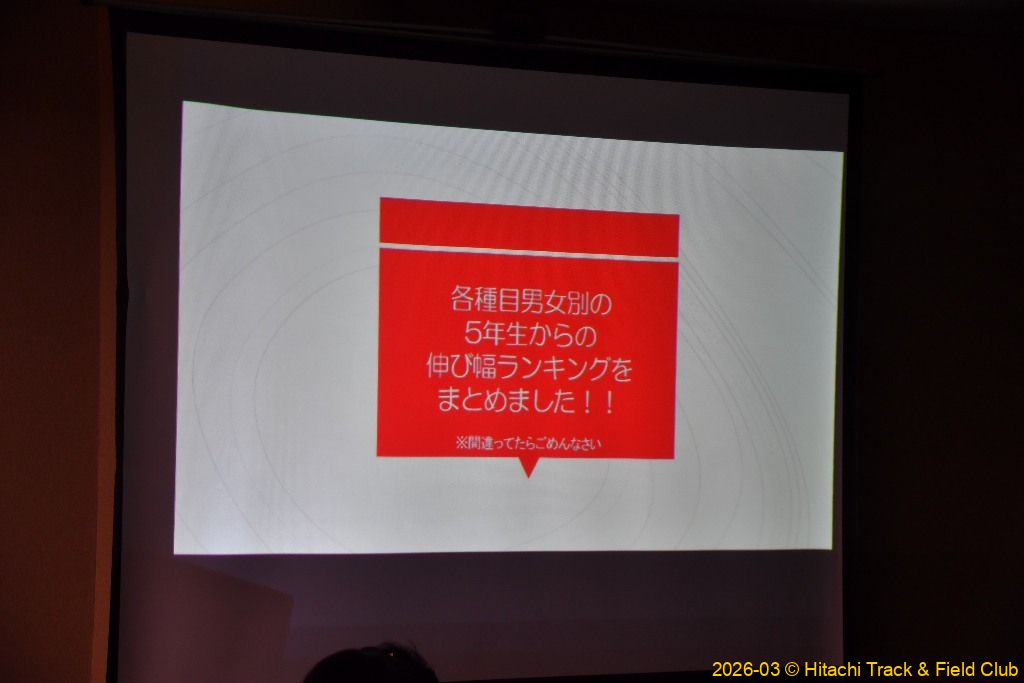 各種目男女別の
5年生からの
伸び幅ランキングを
まとめました！！
※間違ってたらごめんなさい
2026-03 © Hitachi Track & Field Club